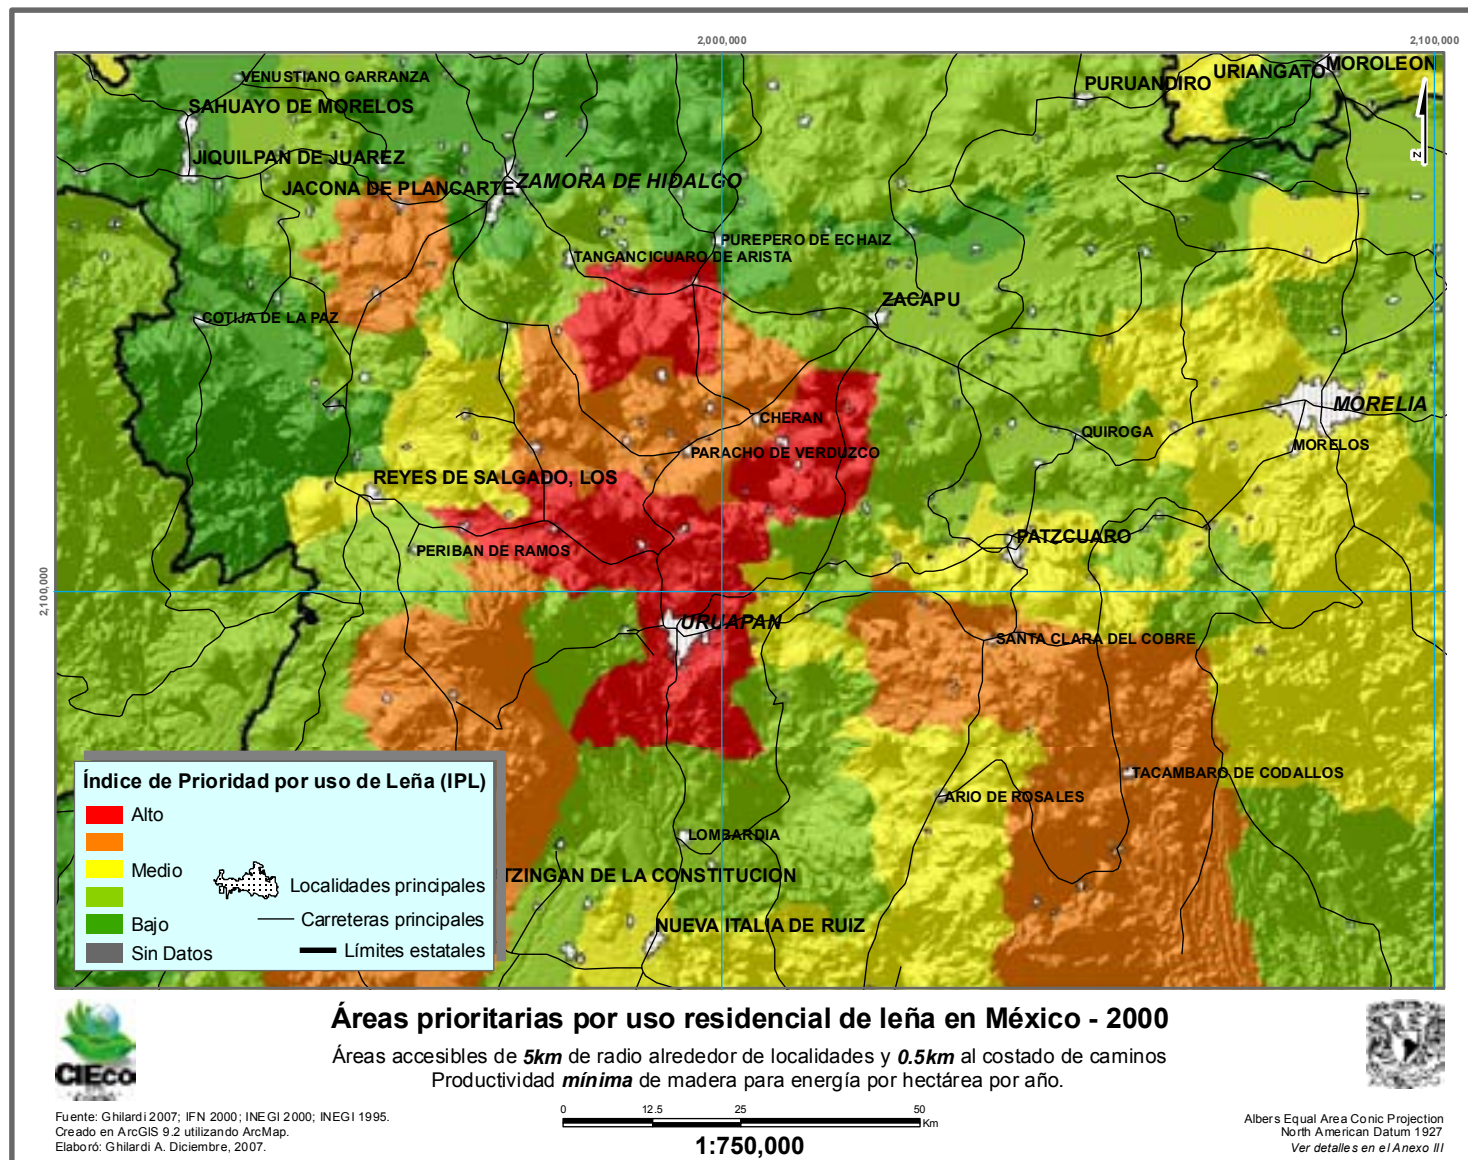 2,000,000
2,100,000
VENUSTIANO CARRANZA
SAHUAYO DE MORELOS
JIQUILPAN DE JUAREZ
JACONA DE PLANCARTE
ZAMORA DE HIDALGO
PURUANDIRO
URIANGATO
MOROLEON
N
PUREPERO DE ECHAIZ
TANGANCICUARO DE ARISTA
ZACAPU
COTIJA DE LA PAZ
CHERAN
PARACHO DE VERDUZCO
QUIROGA
MORELIA
MORELOS
REYES DE SALGADO, LOS
PERIBAN DE RAMOS
PATZCUARO
2,100,000
URUAPAN
SANTA CLARA DEL COBRE
TACAMBARO DE CODALLOS
ARIO DE ROSALES
LOMBARDIA
TZINGAN DE LA CONSTITUCION
NUEVA ITALIA DE RUIZ
Índice de Prioridad por uso de Leña (IPL)
Alto
Medio
Bajo
Sin Datos
Localidades principales
Carreteras principales
Límites estatales
CIEco
Áreas prioritarias por uso residencial de leña en México - 2000
Áreas accesibles de 5km de radio alrededor de localidades y 0.5km al costado de caminos
Productividad mínima de madera para energía por hectárea por año.
Fuente: Ghilardi 2007; IFN 2000; INEGI 2000; INEGI 1995.
Creado en ArcGIS 9.2 utilizando ArcMap.
Elaboró: Ghilardi A. Diciembre, 2007.
0 12.5 25 50
Km
1:750,000
Albers Equal Area Conic Projection
North American Datum 1927
Ver detalles en el Anexo III